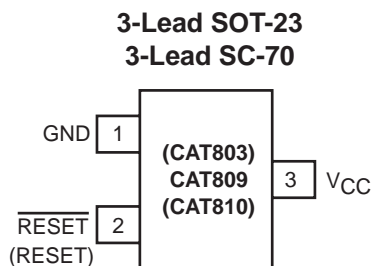 3-Lead SOT-23
3-Lead SC-70
GND 1
(CAT803)
CAT809
(CAT810)
3 VCC
RESET 2
(RESET)